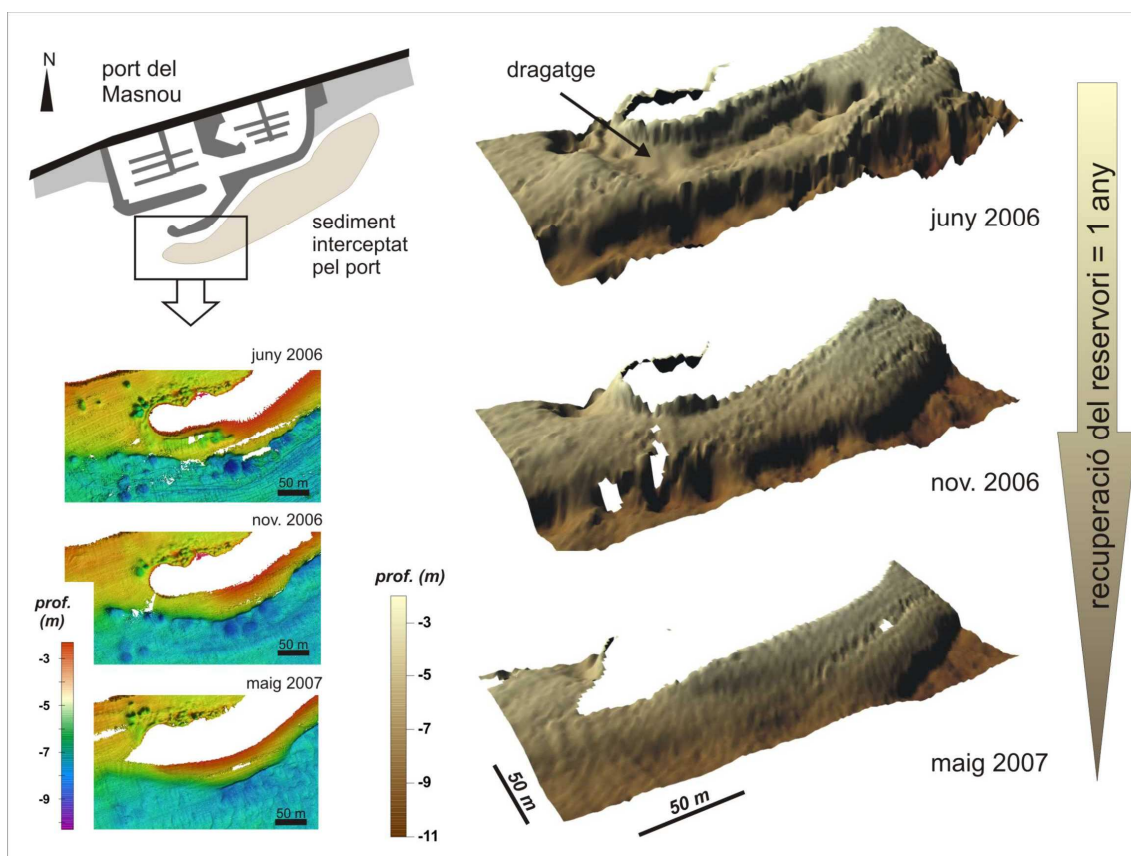 N
port del
Masnou
sediment
interceptat
pel port
juny 2006
50 m
nov. 2006
50 m
maig 2007
50 m
prof.
(m)
-3
-5
-7
-9
prof. (m)
-3
-5
-7
-9
-11
dragatge
juny 2006
nov. 2006
maig 2007
50 m
50 m
recuperació del reservori = 1 any